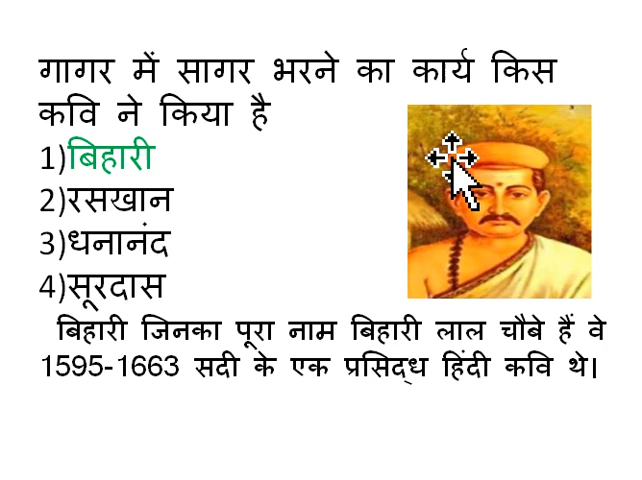 गागर में सागर भरने का कार्य किस
कवि ने किया है
1)बिहारी
2)रसखान
3)धनानंद
4)सूरदास
बिहारी जिनका पूरा नाम बिहारी लाल चौबे हैं वे
1595-1663 सदी के एक प्रसिद्ध हिंदी कवि थे।